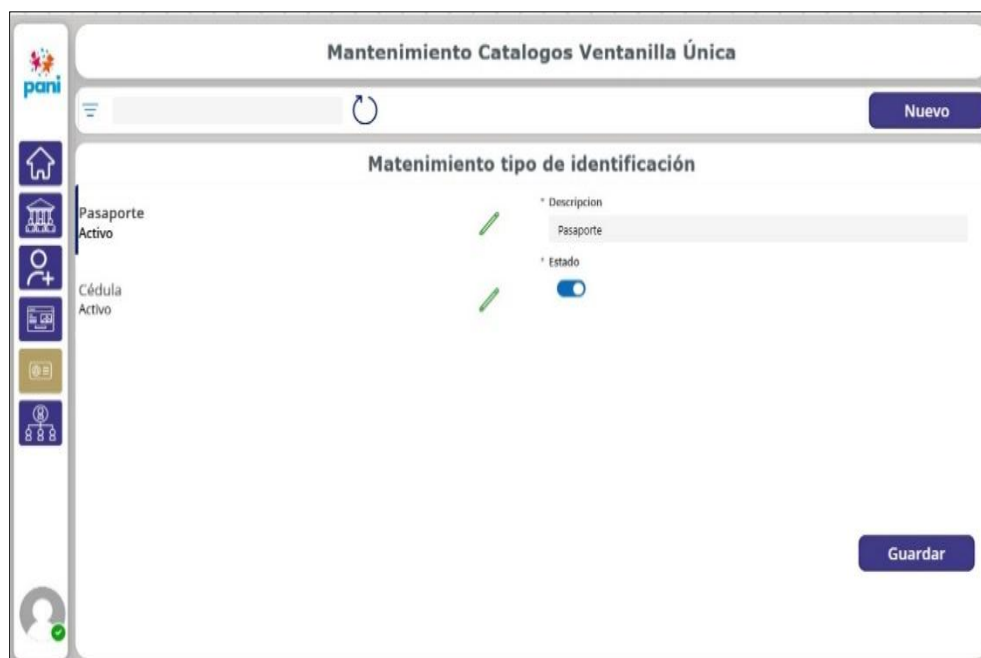 pani
Mantenimiento Catalogos Ventanilla Única
Nuevo
Matenimiento tipo de identificación
Pasaporte
Activo
Cédula
Activo
* Descripcion
Pasaporte
* Estado
Guardar